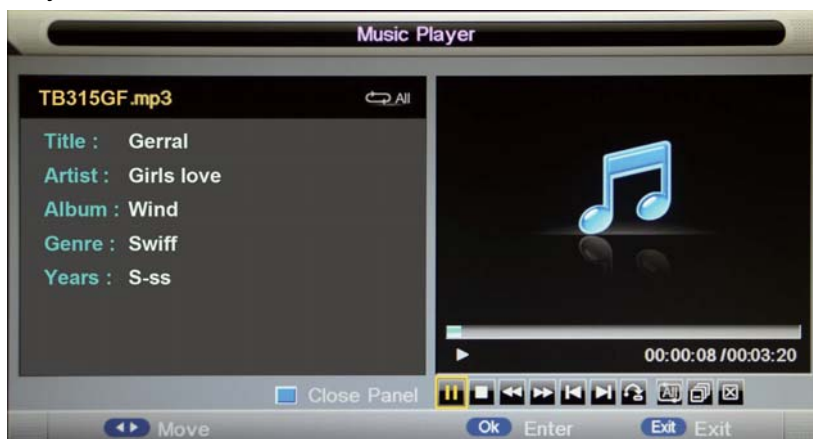 Music Player
TB315GF.mp3 All
Title : Gerral
Artist : Girls love
Album : Wind
Genre : Swiff
Years : S-ss
00:00:08 /00:03:20
Close Panel
All
Move Ok Enter Exit Exit